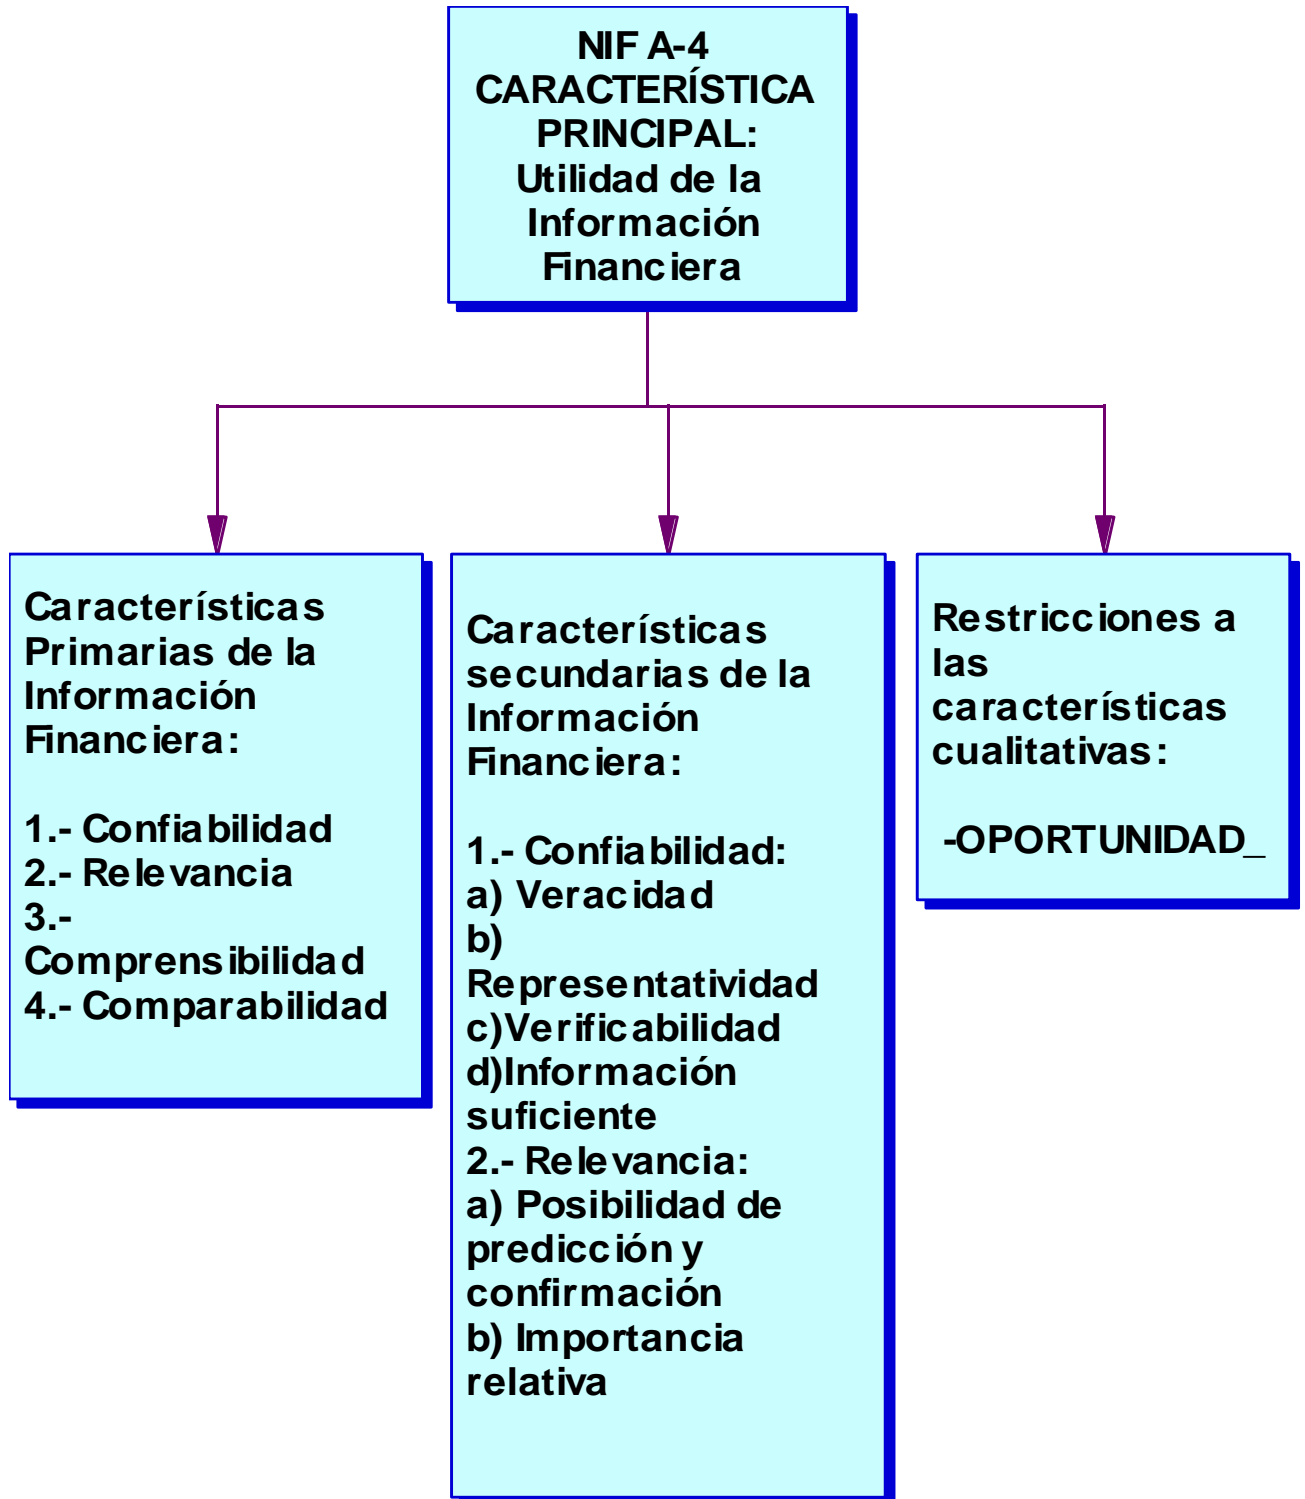 NIF A-4
CARACTERÍSTICA
PRINCIPAL:
Utilidad de la
Información
Financiera
Características
Primarias de la
Información
Financiera:
1.- Confiabilidad
2.- Relevancia
3.-
Comprensibilidad
4.- Comparabilidad
Características
secundarias de la
Información
Financiera:
1.- Confiabilidad:
a) Veracidad
b)
Representatividad
c)Verificabilidad
d)Información
suficiente
2.- Relevancia:
a) Posibilidad de
predicción y
confirmación
b) Importancia
relativa
Restricciones a
las
características
cualitativas:
-OPORTUNIDAD_